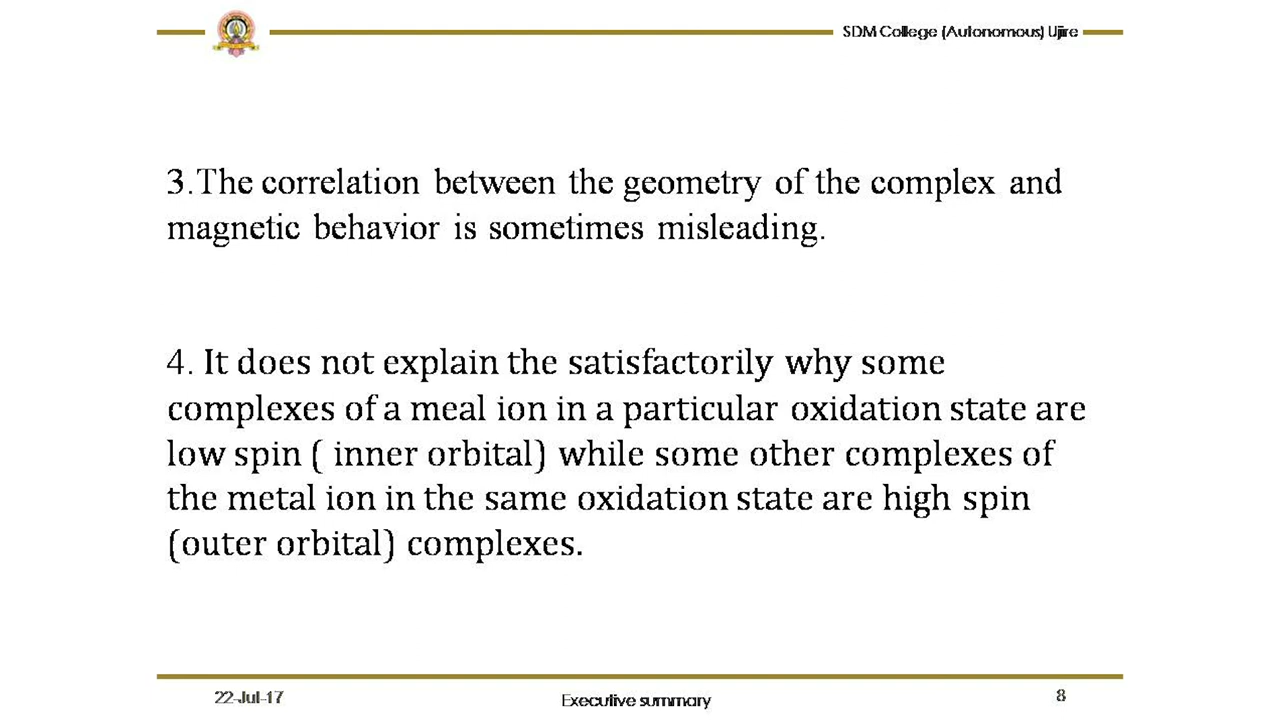 SDM College (Autonomous) Ujire
3.The correlation between the geometry of the complex and
magnetic behavior is sometimes misleading.
4. It does not explain the satisfactorily why some
complexes of a meal ion in a particular oxidation state are
low spin ( inner orbital) while some other complexes of
the metal ion in the same oxidation state are high spin
(outer orbital) complexes.
22-Jul-17
Executive summary
8